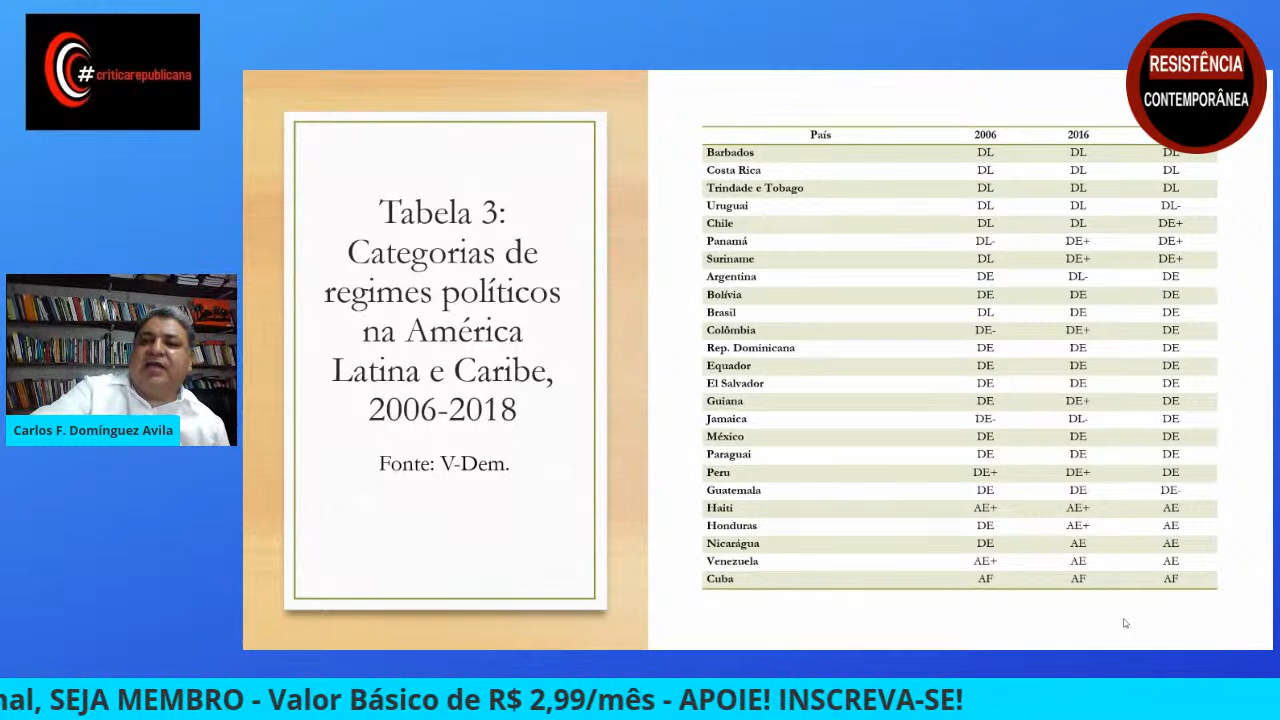 #criticarepublicana
RESISTÊNCIA
CONTEMPORÂNEA
Tabela 3:
Categorias de
regimes políticos
na América
Latina e Caribe,
2006-2018
Fonte: V-Dem.
País 2006 2016
Barbados DL DL DL
Costa Rica DL DL DL
Trindade e Tobago DL DL DL
Uruguai DL DL DL-
Chile DL DL DE+
Panamá DL- DE+ DE+
Suriname DL DE+ DE+
Argentina DE DL- DE
Bolívia DE DE DE
Brasil DL DE DE
Colômbia DE- DE+ DE
Rep. Dominicana DE DE DE
Equador DE DE DE
El Salvador DE DE DE
Guiana DE DE+ DE
Jamaica DE- DL- DE
México DE DE DE
Paraguai DE DE DE
Peru DE+ DE+ DE
Guatemala DE DE DE-
Haiti AE+ AE+ AE
Honduras DE AE+ AE
Nicarágua DE AE AE
Venezuela AE+ AE AE
Cuba AF AF AF
Carlos F. Domínguez Avila
nal, SEJA MEMBRO - Valor Básico de R$ 2,99/mês - APOIE! INSCREVA-SE!